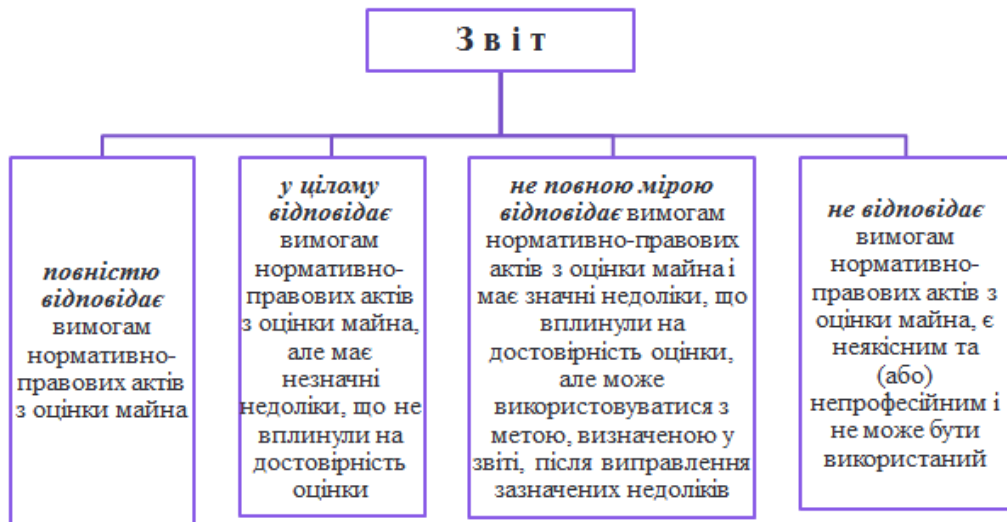 З в і т
повністю
відповідає
вимогам
нормативно-
правових актів
з оцінки майна
у цілому
відповідає
вимогам
нормативно-
правових актів
з оцінки майна,
але має
незначні
недоліки, що не
вплинули на
достовірність
оцінки
не повною мірою
відповідає вимогам
нормативно-правових
актів з оцінки майна і
має значні недоліки, що
вплинули на
достовірність оцінки,
але може
використовуватися з
метою, визначеною у
звіті, після виправлення
зазначених недоліків
не відповідає
вимогам
нормативно-
правових актів з
оцінки майна, є
неякісним та
(або)
непрофесійним і
не може бути
використаний